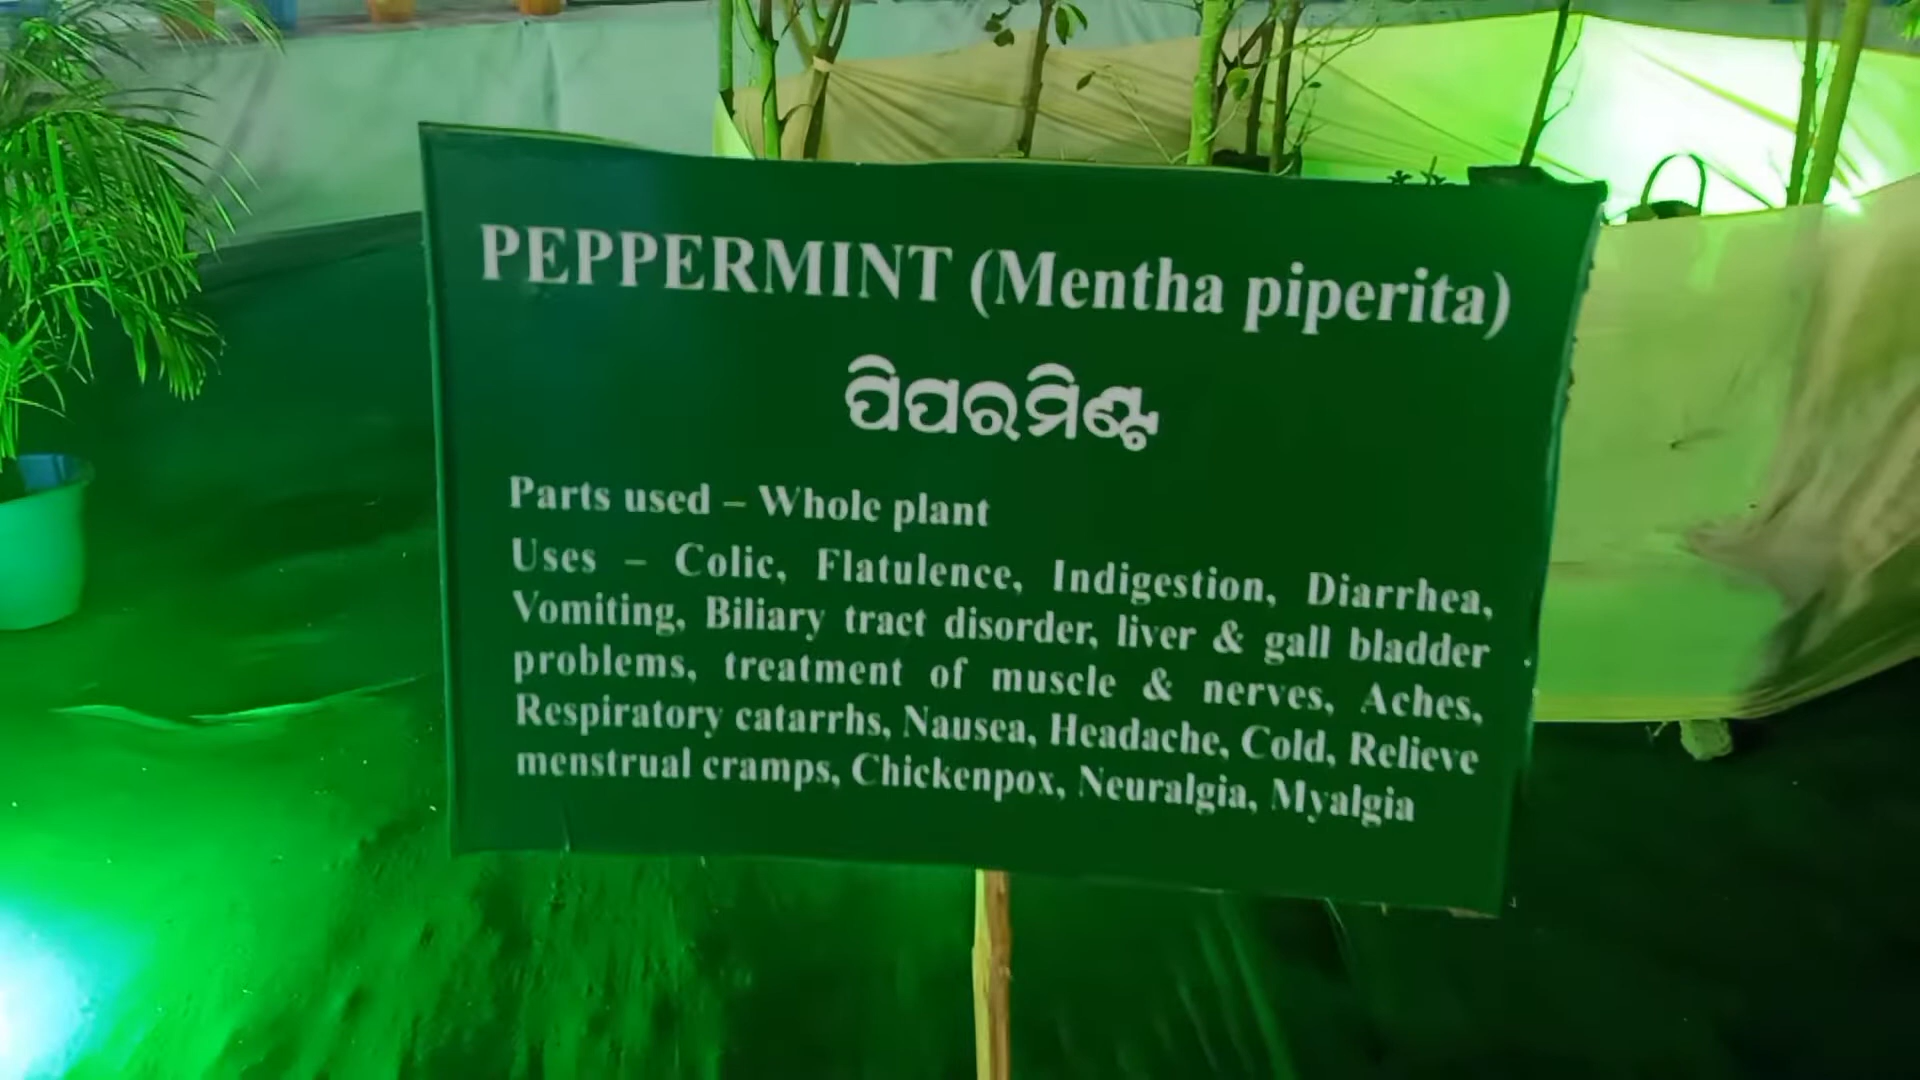 PEPPERMINT (Mentha piperita)
ପିପରମିଣ୍ଟ
Parts used – Whole plant
Uses – Colic, Flatulence, Indigestion, Diarrhea,
Vomiting, Biliary tract disorder, liver & gall bladder
problems, treatment of muscle & nerves, Aches,
Respiratory catarrhs, Nausea, Headache, Cold, Relieve
menstrual cramps, Chickenpox, Neuralgia, Myalgia